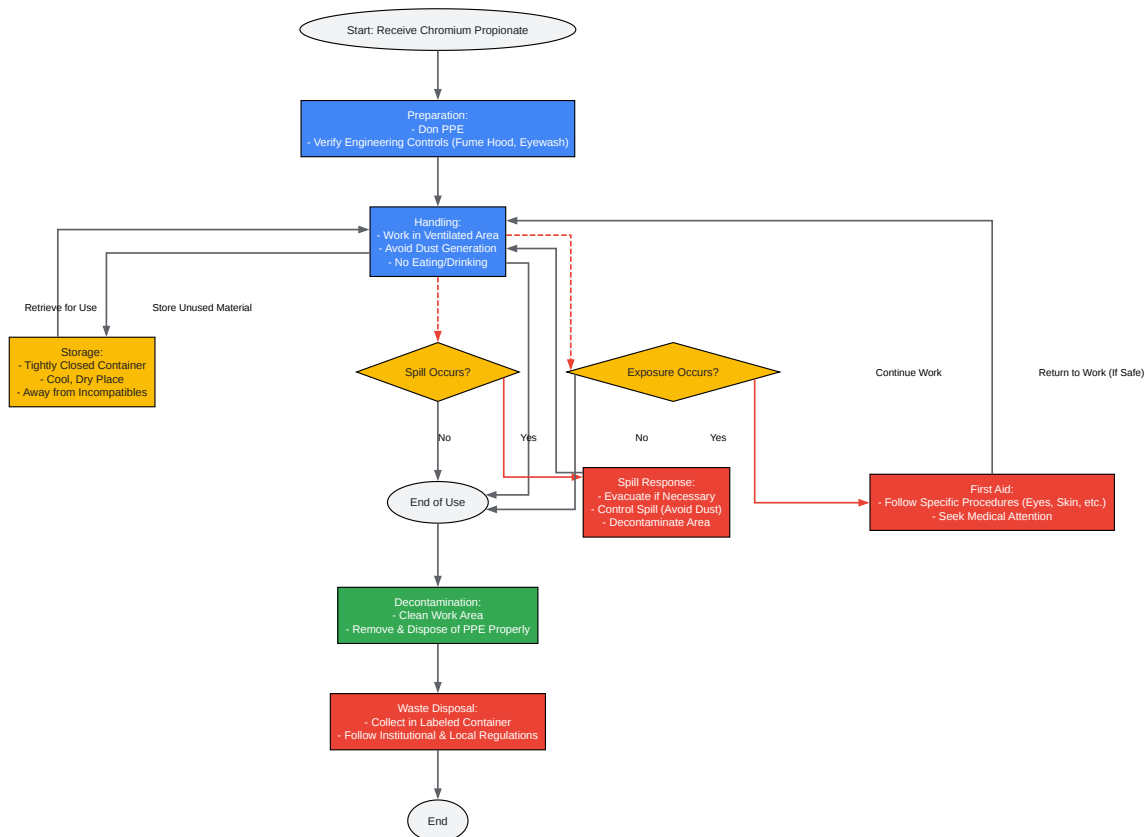 Start: Receive Chromium Propionate
Preparation:
- Don PPE
- Verify Engineering Controls (Fume Hood, Eyewash)
Handling:
- Work in Ventilated Area
- Avoid Dust Generation
- No Eating/Drinking
Retrieve for Use
Store Unused Material
Storage:
- Tightly Closed Container
- Cool, Dry Place
- Away from Incompatibles
Spill Occurs?
Exposure Occurs?
Continue Work
Return to Work (If Safe)
No
Yes
No
Yes
End of Use
Spill Response:
- Evacuate if Necessary
- Control Spill (Avoid Dust)
- Decontaminate Area
First Aid:
- Follow Specific Procedures (Eyes, Skin, etc.)
- Seek Medical Attention
Decontamination:
- Clean Work Area
- Remove & Dispose of PPE Properly
Waste Disposal:
- Collect in Labeled Container
- Follow Institutional & Local Regulations
End